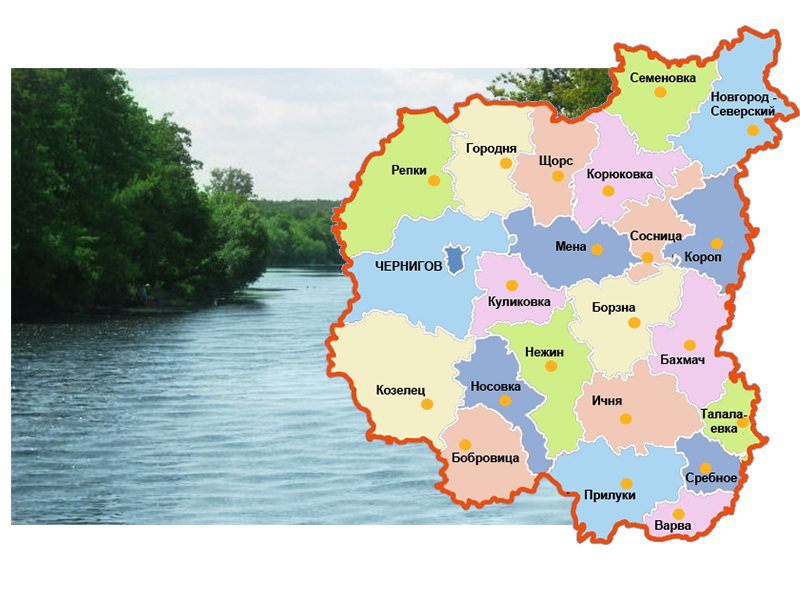 Семеновка
Новгород -
Северский
Городня
Щорс
Репки
Корюковка
Сосница
Мена
Короп
ЧЕРНИГОВ
Куликовка
Борзна
Нежин
Бахмач
Козелец
Носовка
Ичня
Талала-
евка
Бобровица
Сребное
Прилуки
Варва